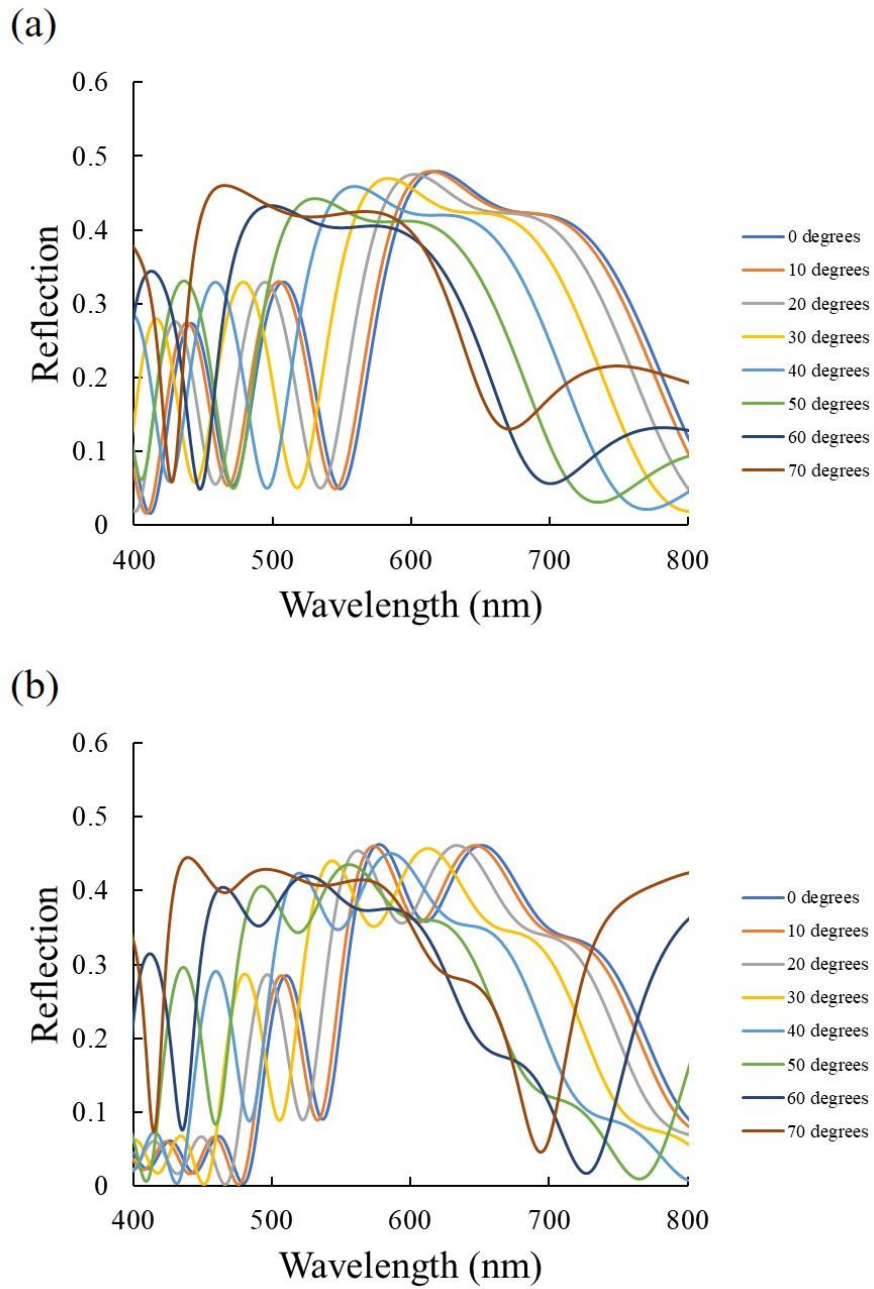 (a)
0.6
0.5
0.4
0.3
0.2
0.1
0
Reflection
400 500 600 700 800
Wavelength (nm)
0 degrees
10 degrees
20 degrees
30 degrees
40 degrees
50 degrees
60 degrees
70 degrees
(b)
0.6
0.5
0.4
0.3
0.2
0.1
0
Reflection
400 500 600 700 800
Wavelength (nm)
0 degrees
10 degrees
20 degrees
30 degrees
40 degrees
50 degrees
60 degrees
70 degrees